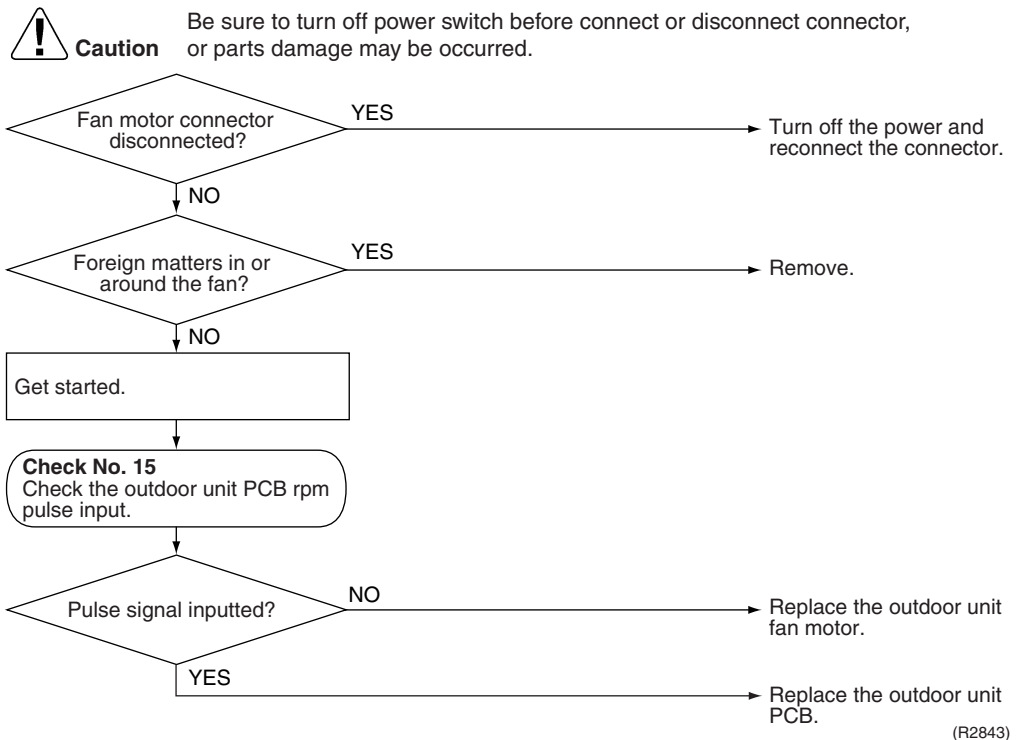 Be sure to turn off power switch before connect or disconnect connector,
Caution or parts damage may be occurred.
Fan motor connector
disconnected?
YES
Turn off the power and
reconnect the connector.
NO
Foreign matters in or
around the fan?
YES
Remove.
NO
Get started.
Check No. 15
Check the outdoor unit PCB rpm
pulse input.
Pulse signal inputted?
NO
Replace the outdoor unit
fan motor.
YES
Replace the outdoor unit
PCB.
(R2843)